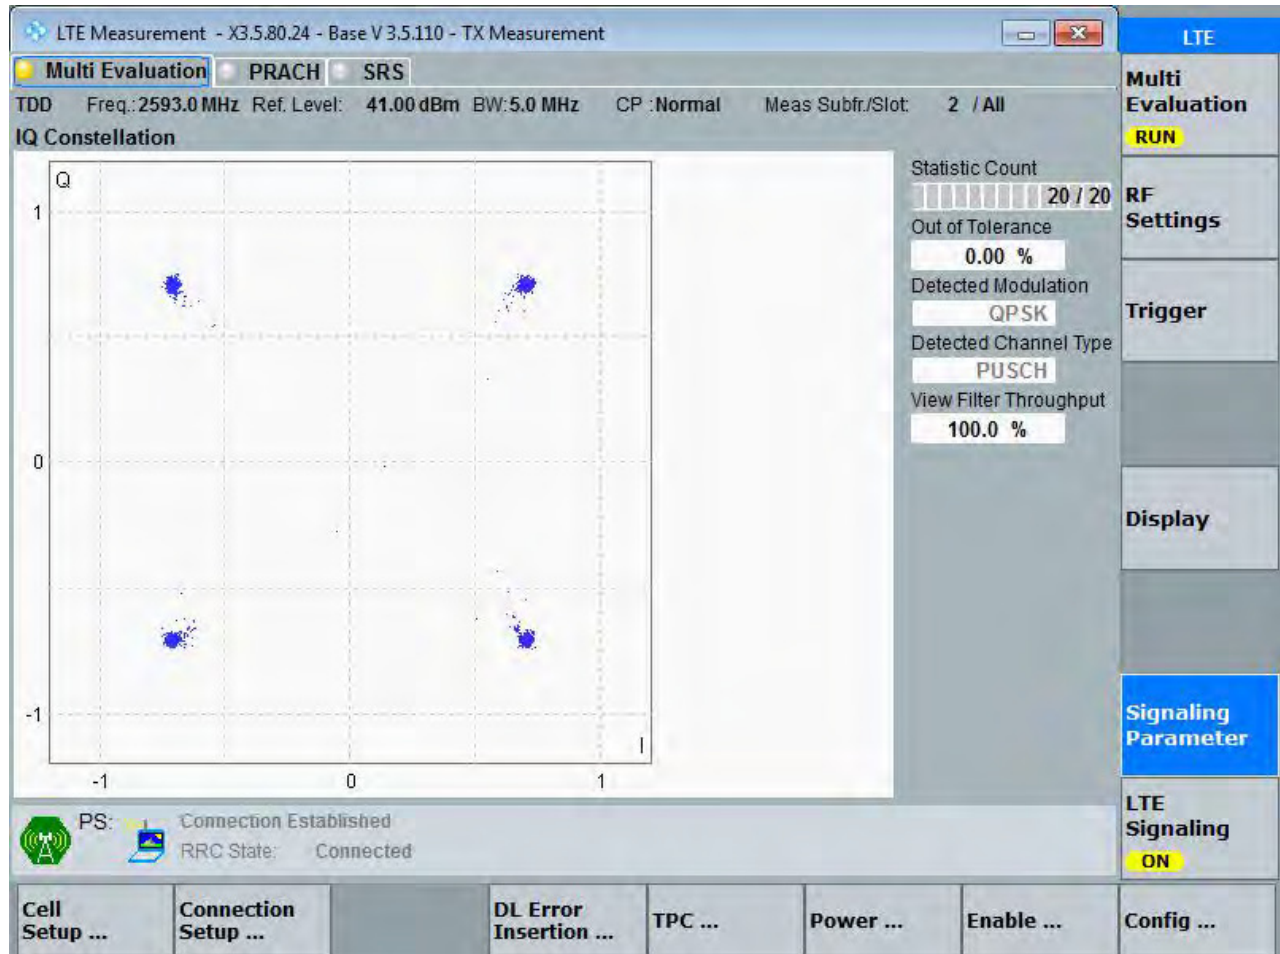 LTE Measurement - X3.5.80.24 - Base V 3.5.110 - TX Measurement
LTE
Multi Evaluation PRACH SRS
TDD Freq.: 2593.0 MHz Ref. Level: 41.00 dBm BW: 5.0 MHz CP : Normal Meas Subfr./Slot: 2 / All
IQ Constellation
Q
1
0
-1
I
-1 0 1
Statistic Count
20 / 20
Out of Tolerance
0.00 %
Detected Modulation
QPSK
Detected Channel Type
PUSCH
View Filter Throughput
100.0 %
Multi
Evaluation
RUN
RF
Settings
Trigger
Display
Signaling
Parameter
LTE
Signaling
ON
PS: Connection Established
RRC State: Connected
Cell
Setup ...
Connection
Setup ...
DL Error
Insertion ...
TPC ...
Power ...
Enable ...
Config ...